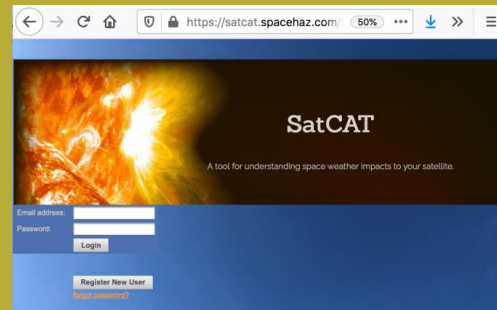 https://satcat.spacehaz.com/
50%
SatCAT
A tool for understanding space weather impacts to your satellite.
Email address:
Password:
Login
Register New User
forgot password?